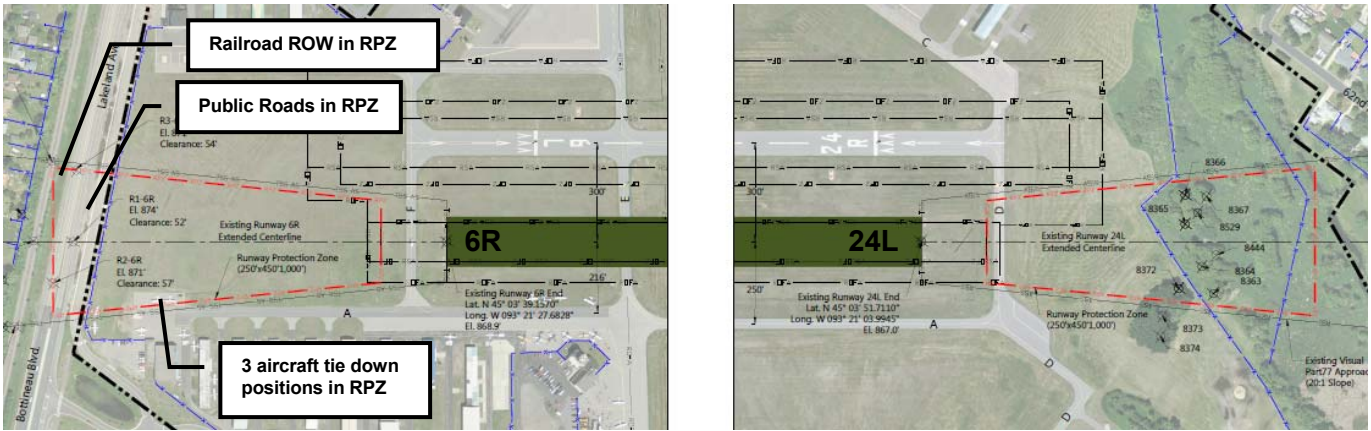 Railroad ROW in RPZ
Public Roads in RPZ
Lakeland Ave
El. 871'
Clearance: 54'
R1-6R
El. 874'
Clearance: 52'
R2-6R
El. 871'
Clearance: 57'
Existing Runway 6R
Extended Centerline
Runway Protection Zone
(250'x450'1,000')
6R
300'
216'
E
F
Existing Runway 6R End
Lat. N 45° 03' 39.1570"
Long. W 093° 21' 27.6828"
El. 868.9'
A
3 aircraft tie down
positions in RPZ
Bottineau Blvd.
C
62nd
24
R
300'
D
24L
250'
Existing Runway 24L
Extended Centerline
8366
8365
8367
8529
8444
8372
8364
8363
8373
8374
Existing Runway 24L End
Lat. N 45° 03' 51.7110"
Long. W 093° 21' 03.9945"
El. 867.0'
A
Runway Protection Zone
(250'x450'1,000')
D
D
Existing Visual
Part77 Approac
(20:1 Slope)